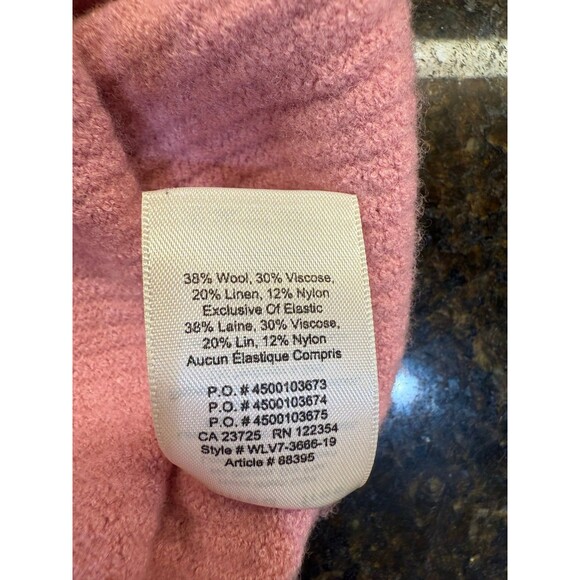 38% Wool, 30% Viscose,
20% Linen, 12% Nylon
Exclusive Of Elastic
38% Laine, 30% Viscose,
20% Lin, 12% Nylon
Aucun Élastique Compris
P.O. # 4500103673
P.O. # 4500103674
P.O. # 4500103675
CA 23725 RN 122354
Style # WLV7-3666-19
Article # 68395